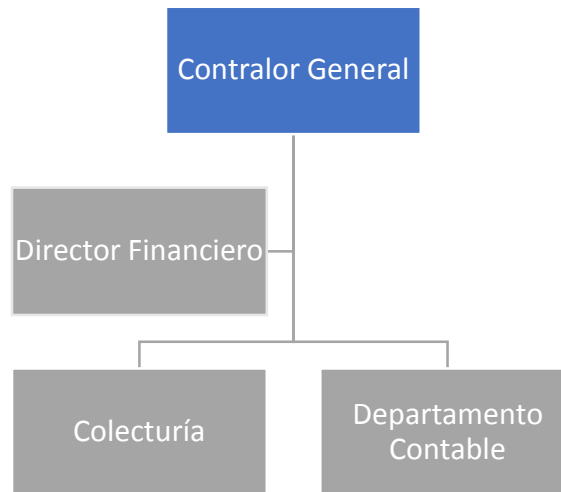 Contralor General
Director Financiero
Colecturía
Departamento
Contable